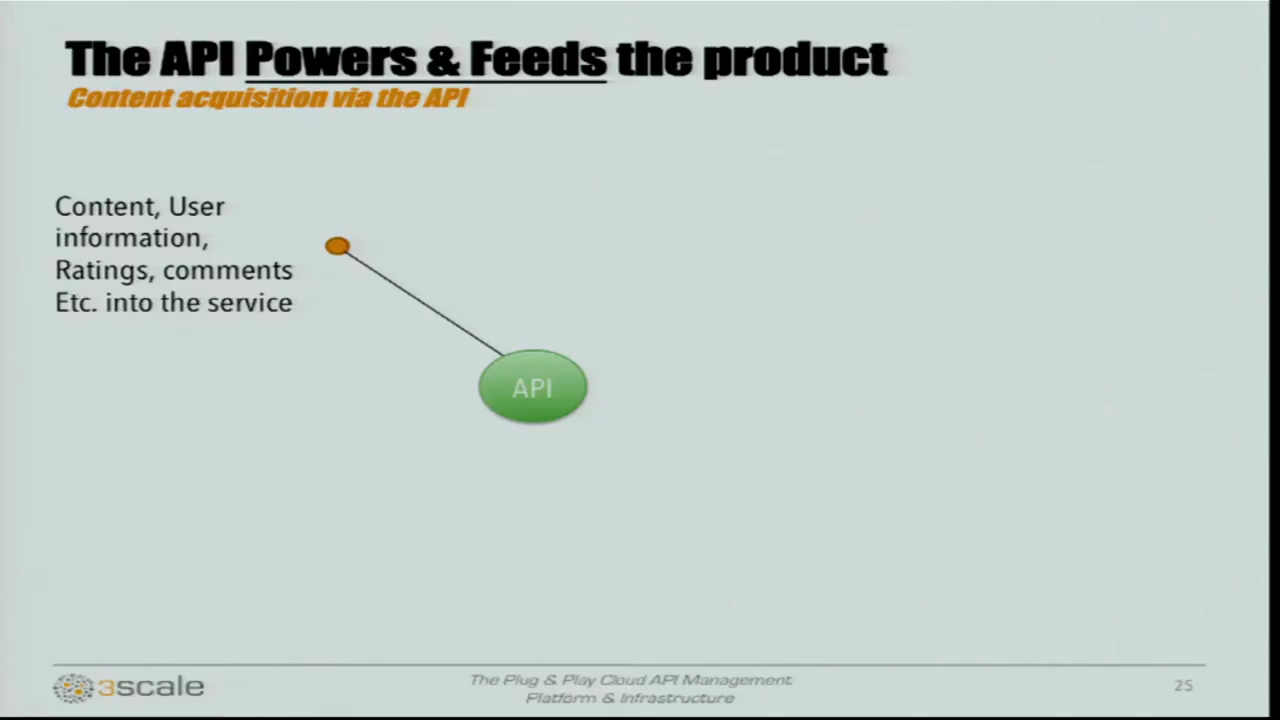 The API Powers & Feeds the product
Content acquisition via the API
Content, User
information,
Ratings, comments
Etc. into the service
API
3scale
The Plug & Play Cloud API Management
Platform & Infrastructure
25